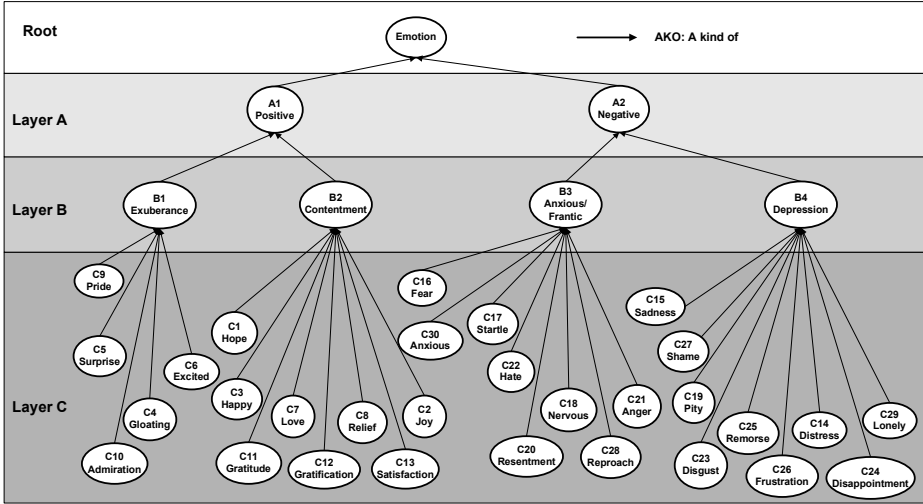 Root
Emotion
AKO: A kind of
Layer A
A1
Positive
A2
Negative
Layer B
B1
Exuberance
B2
Contentment
B3
Anxious/
Frantic
B4
Depression
Layer C
C9
Pride
C5
Surprise
C10
Admiration
C4
Gloating
C6
Excited
C1
Hope
C3
Happy
C11
Gratitude
C7
Love
C12
Gratification
C8
Relief
C13
Satisfaction
C2
Joy
C16
Fear
C30
Anxious
C17
Startle
C22
Hate
C20
Resentment
C18
Nervous
C28
Reproach
C21
Anger
C15
Sadness
C27
Shame
C19
Pity
C23
Disgust
C25
Remorse
C26
Frustration
C14
Distress
C24
Disappointment
C29
Lonely